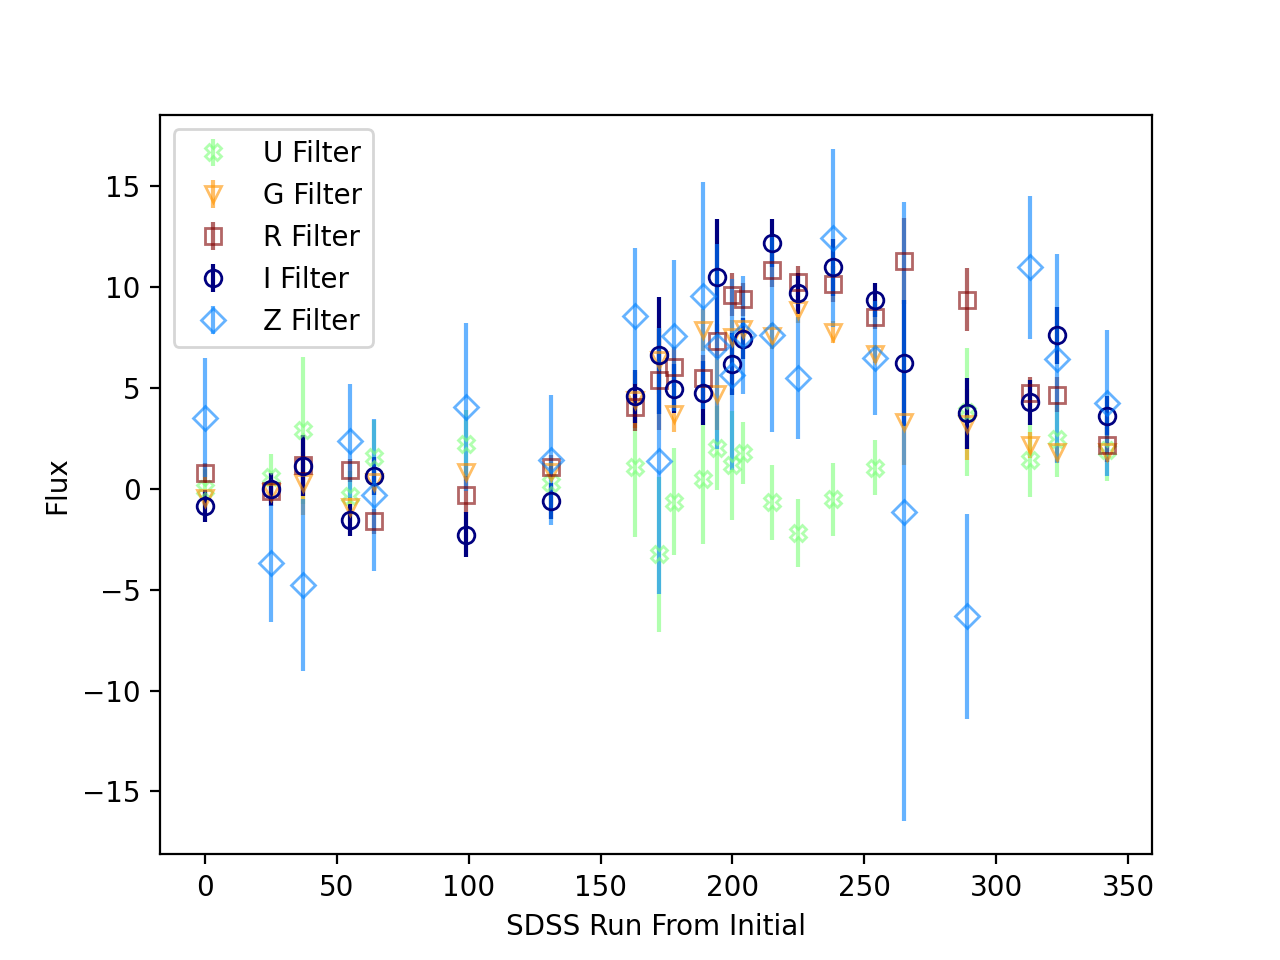 U Filter
G Filter
R Filter
I Filter
Z Filter
15
10
5
0
−5
−10
−15
Flux
0 50 100 150 200 250 300 350
SDSS Run From Initial